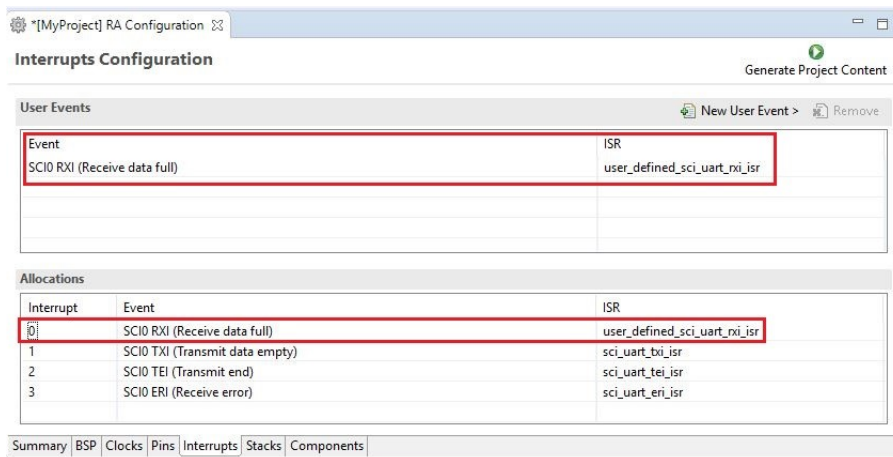 *[MyProject] RA Configuration
Interrupts Configuration
Generate Project Content
User Events
New User Event > Remove
Event ISR
SCI0 RXI (Receive data full) user_defined_sci_uart_rxi_isr
Allocations
Interrupt Event ISR
0 SCI0 RXI (Receive data full) user_defined_sci_uart_rxi_isr
1 SCI0 TXI (Transmit data empty) sci_uart_txi_isr
2 SCI0 TEI (Transmit end) sci_uart_tei_isr
3 SCI0 ERI (Receive error) sci_uart_eri_isr
Summary BSP Clocks Pins Interrupts Stacks Components